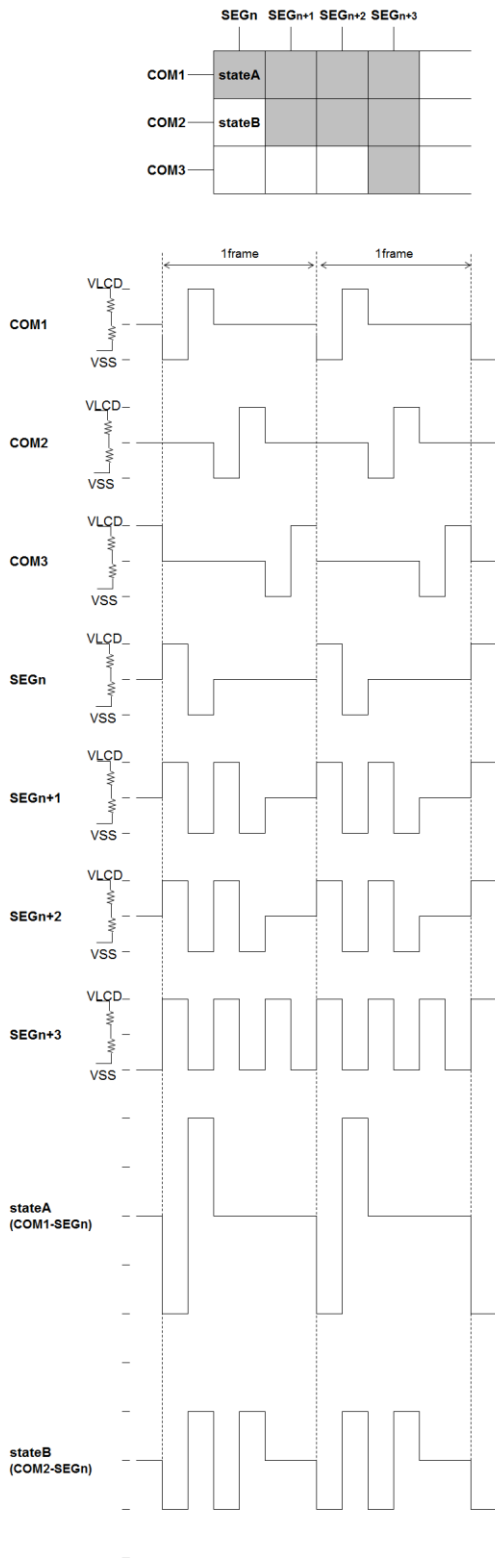 SEGn SEGn+1 SEGn+2 SEGn+3
COM1 stateA
COM2 stateB
COM3
1frame 1frame
VLCD
COM1
VSS
VLCD
COM2
VSS
VLCD
COM3
VSS
VLCD
SEGn
VSS
VLCD
SEGn+1
VSS
VLCD
SEGn+2
VSS
VLCD
SEGn+3
VSS
stateA
(COM1-SEGn)
stateB
(COM2-SEGn)